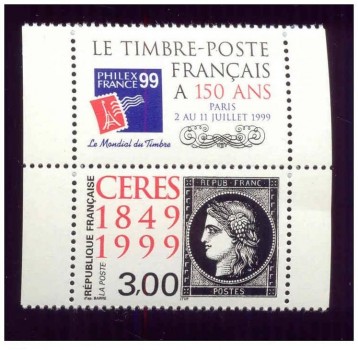 LE TIMBRE-POSTE
FRANÇAIS
A 150 ANS
PARIS
2 AU 11 JUILLET 1999
PHILEX
FRANCE 99
Le Mondial du Timbre
RÉPUBLIQUE FRANÇAISE
LA POSTE
CERES
1849
1999
3,00
REPUB FRANC
POSTES